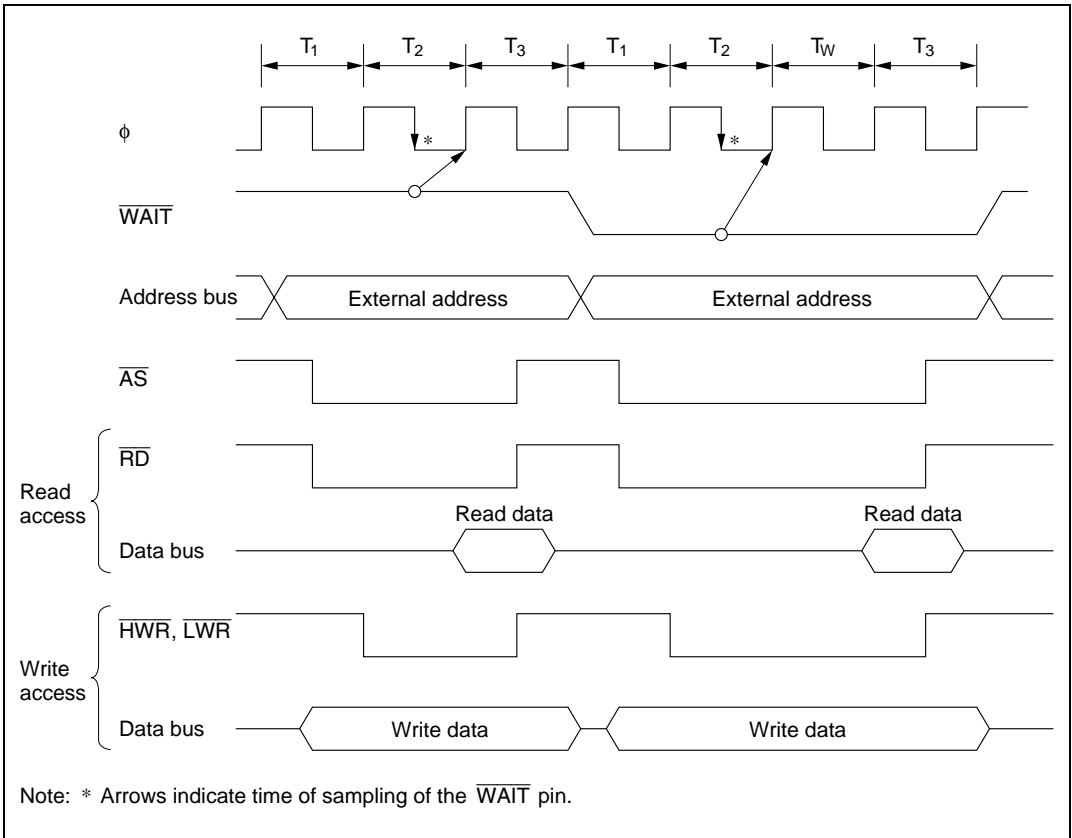 T1 T2 T3 T1 T2 TW T3
ϕ
* *
WAIT
Address bus External address External address
AS
Read access
RD
Read data Read data
Data bus
Write access
HWR, LWR
Data bus Write data Write data
Note: * Arrows indicate time of sampling of the WAIT pin.